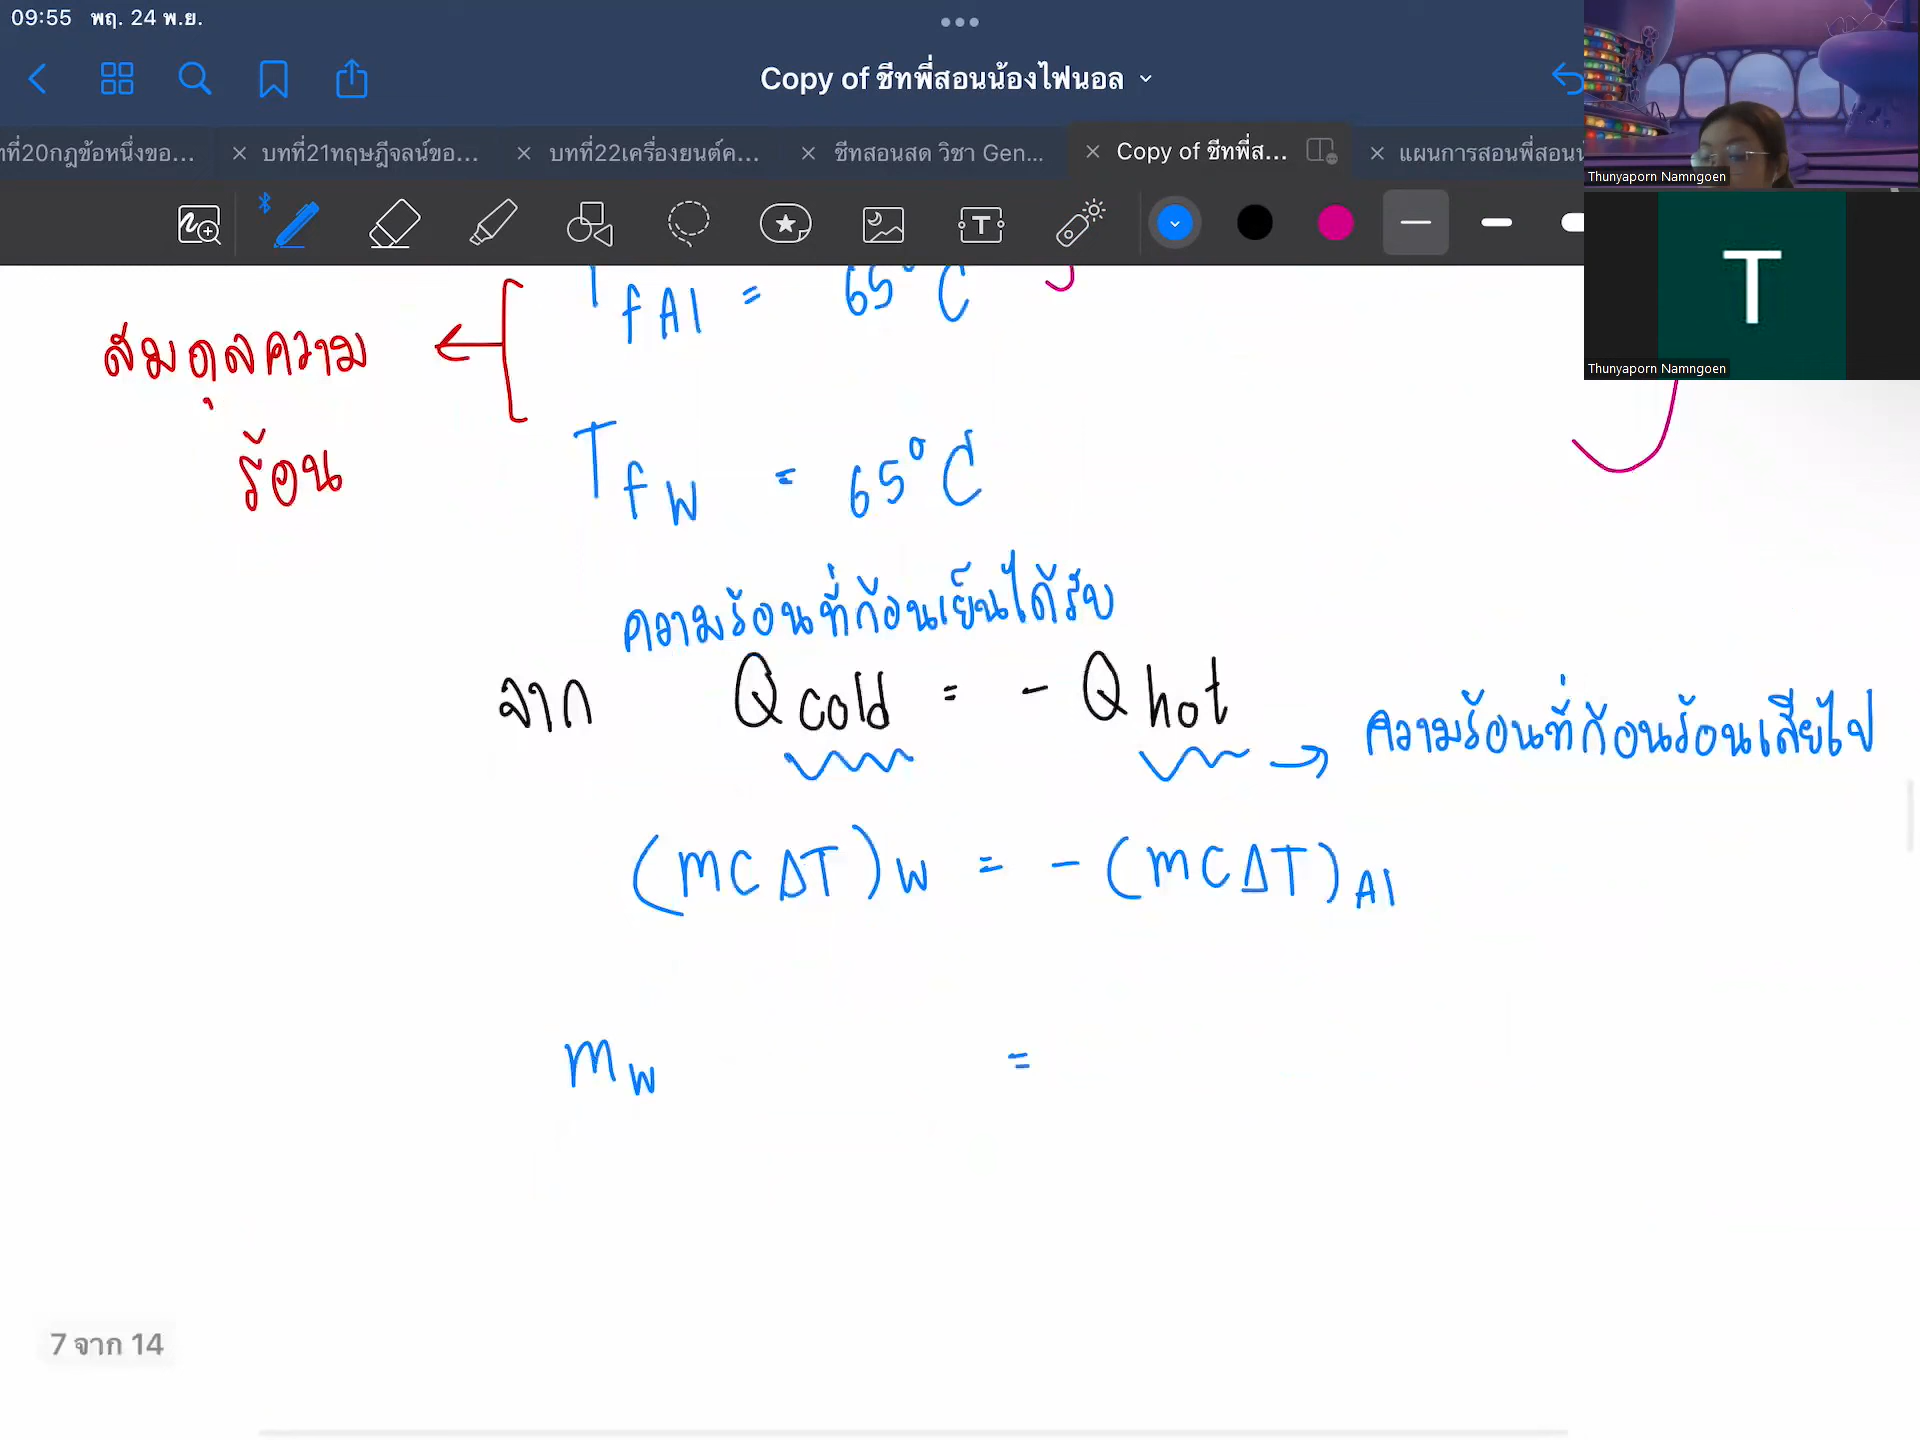 09:55 พฤ. 24 พ.ย.
Copy of ชีทพี่สอนน้องไฟนอล
ที่20กฎข้อหนึ่งขอ... บทที่21ทฤษฎีจลน์ขอ... บทที่22เครื่องยนต์ค... ชีทสอนสด วิชา Gen... Copy of ชีทพี่ส... แผนการสอนพี่สอนน
Thunyaporn Namngoen
T
Thunyaporn Namngoen
T fAl = 65°C
สมดุลความ
ร้อน
T fW = 65°C
ความร้อนที่ก้อนเย็นได้รับ
จาก Qcold = - Qhot
ความร้อนที่ก้อนร้อนเสียไป
(mCΔT)W = - (mCΔT)Al
mW =
7 จาก 14